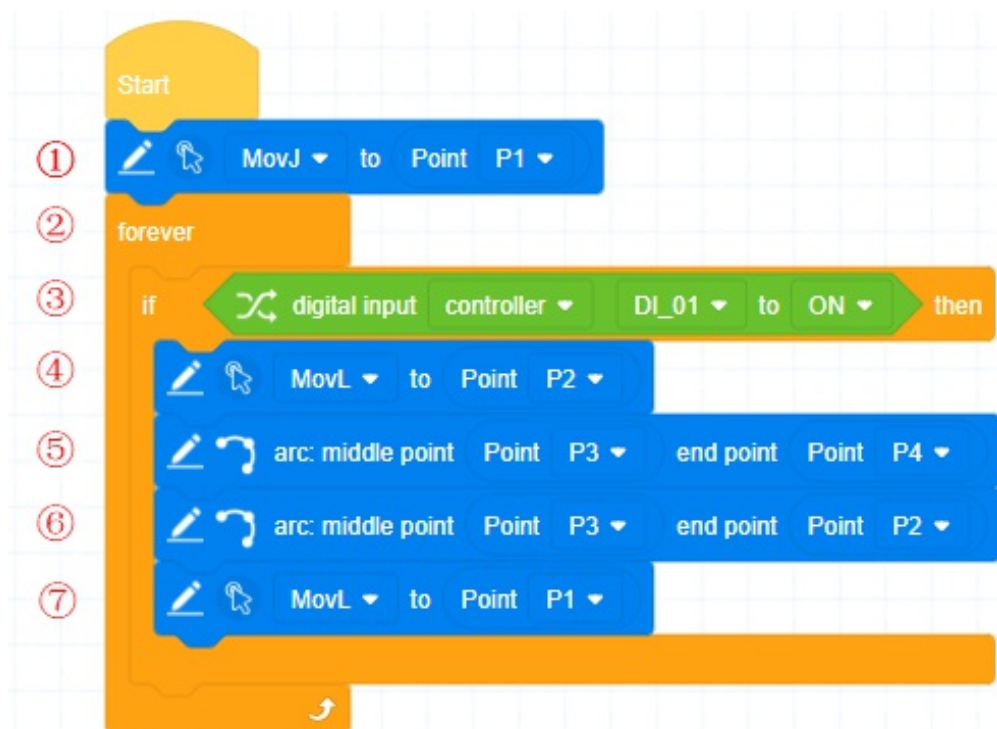 Start
① MovJ to Point P1
② forever
③ if digital input controller DI_01 to ON then
④ MovL to Point P2
⑤ arc: middle point Point P3 end point Point P4
⑥ arc: middle point Point P3 end point Point P2
⑦ MovL to Point P1